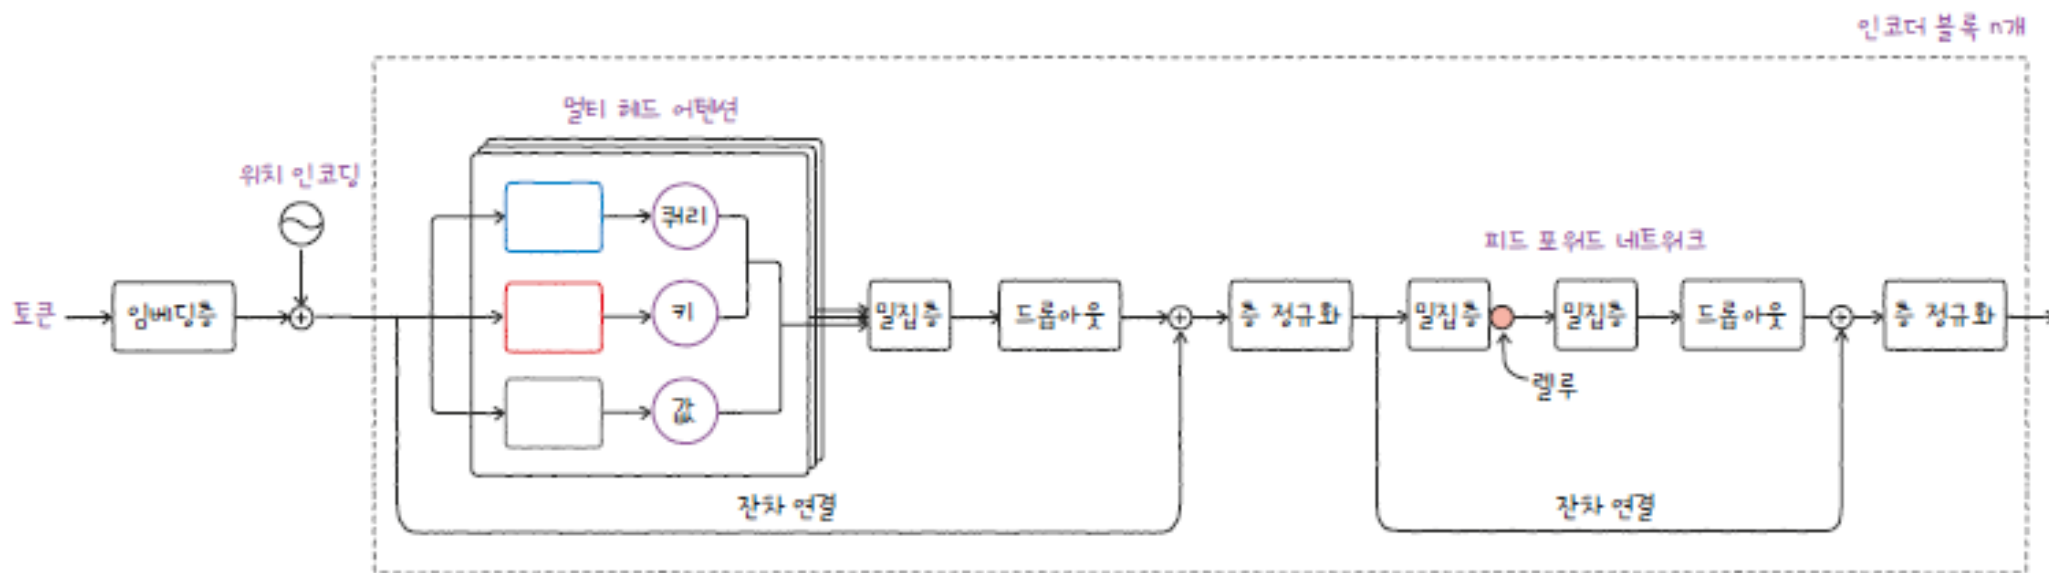 인코더 블록 n개
멀티 헤드 어텐션
위치 인코딩
쿼리
피드 포워드 네트워크
토큰
임베딩층
키
밀집층
드롭아웃
층 정규화
밀집층
밀집층
드롭아웃
층 정규화
렐루
값
잔차 연결
잔차 연결